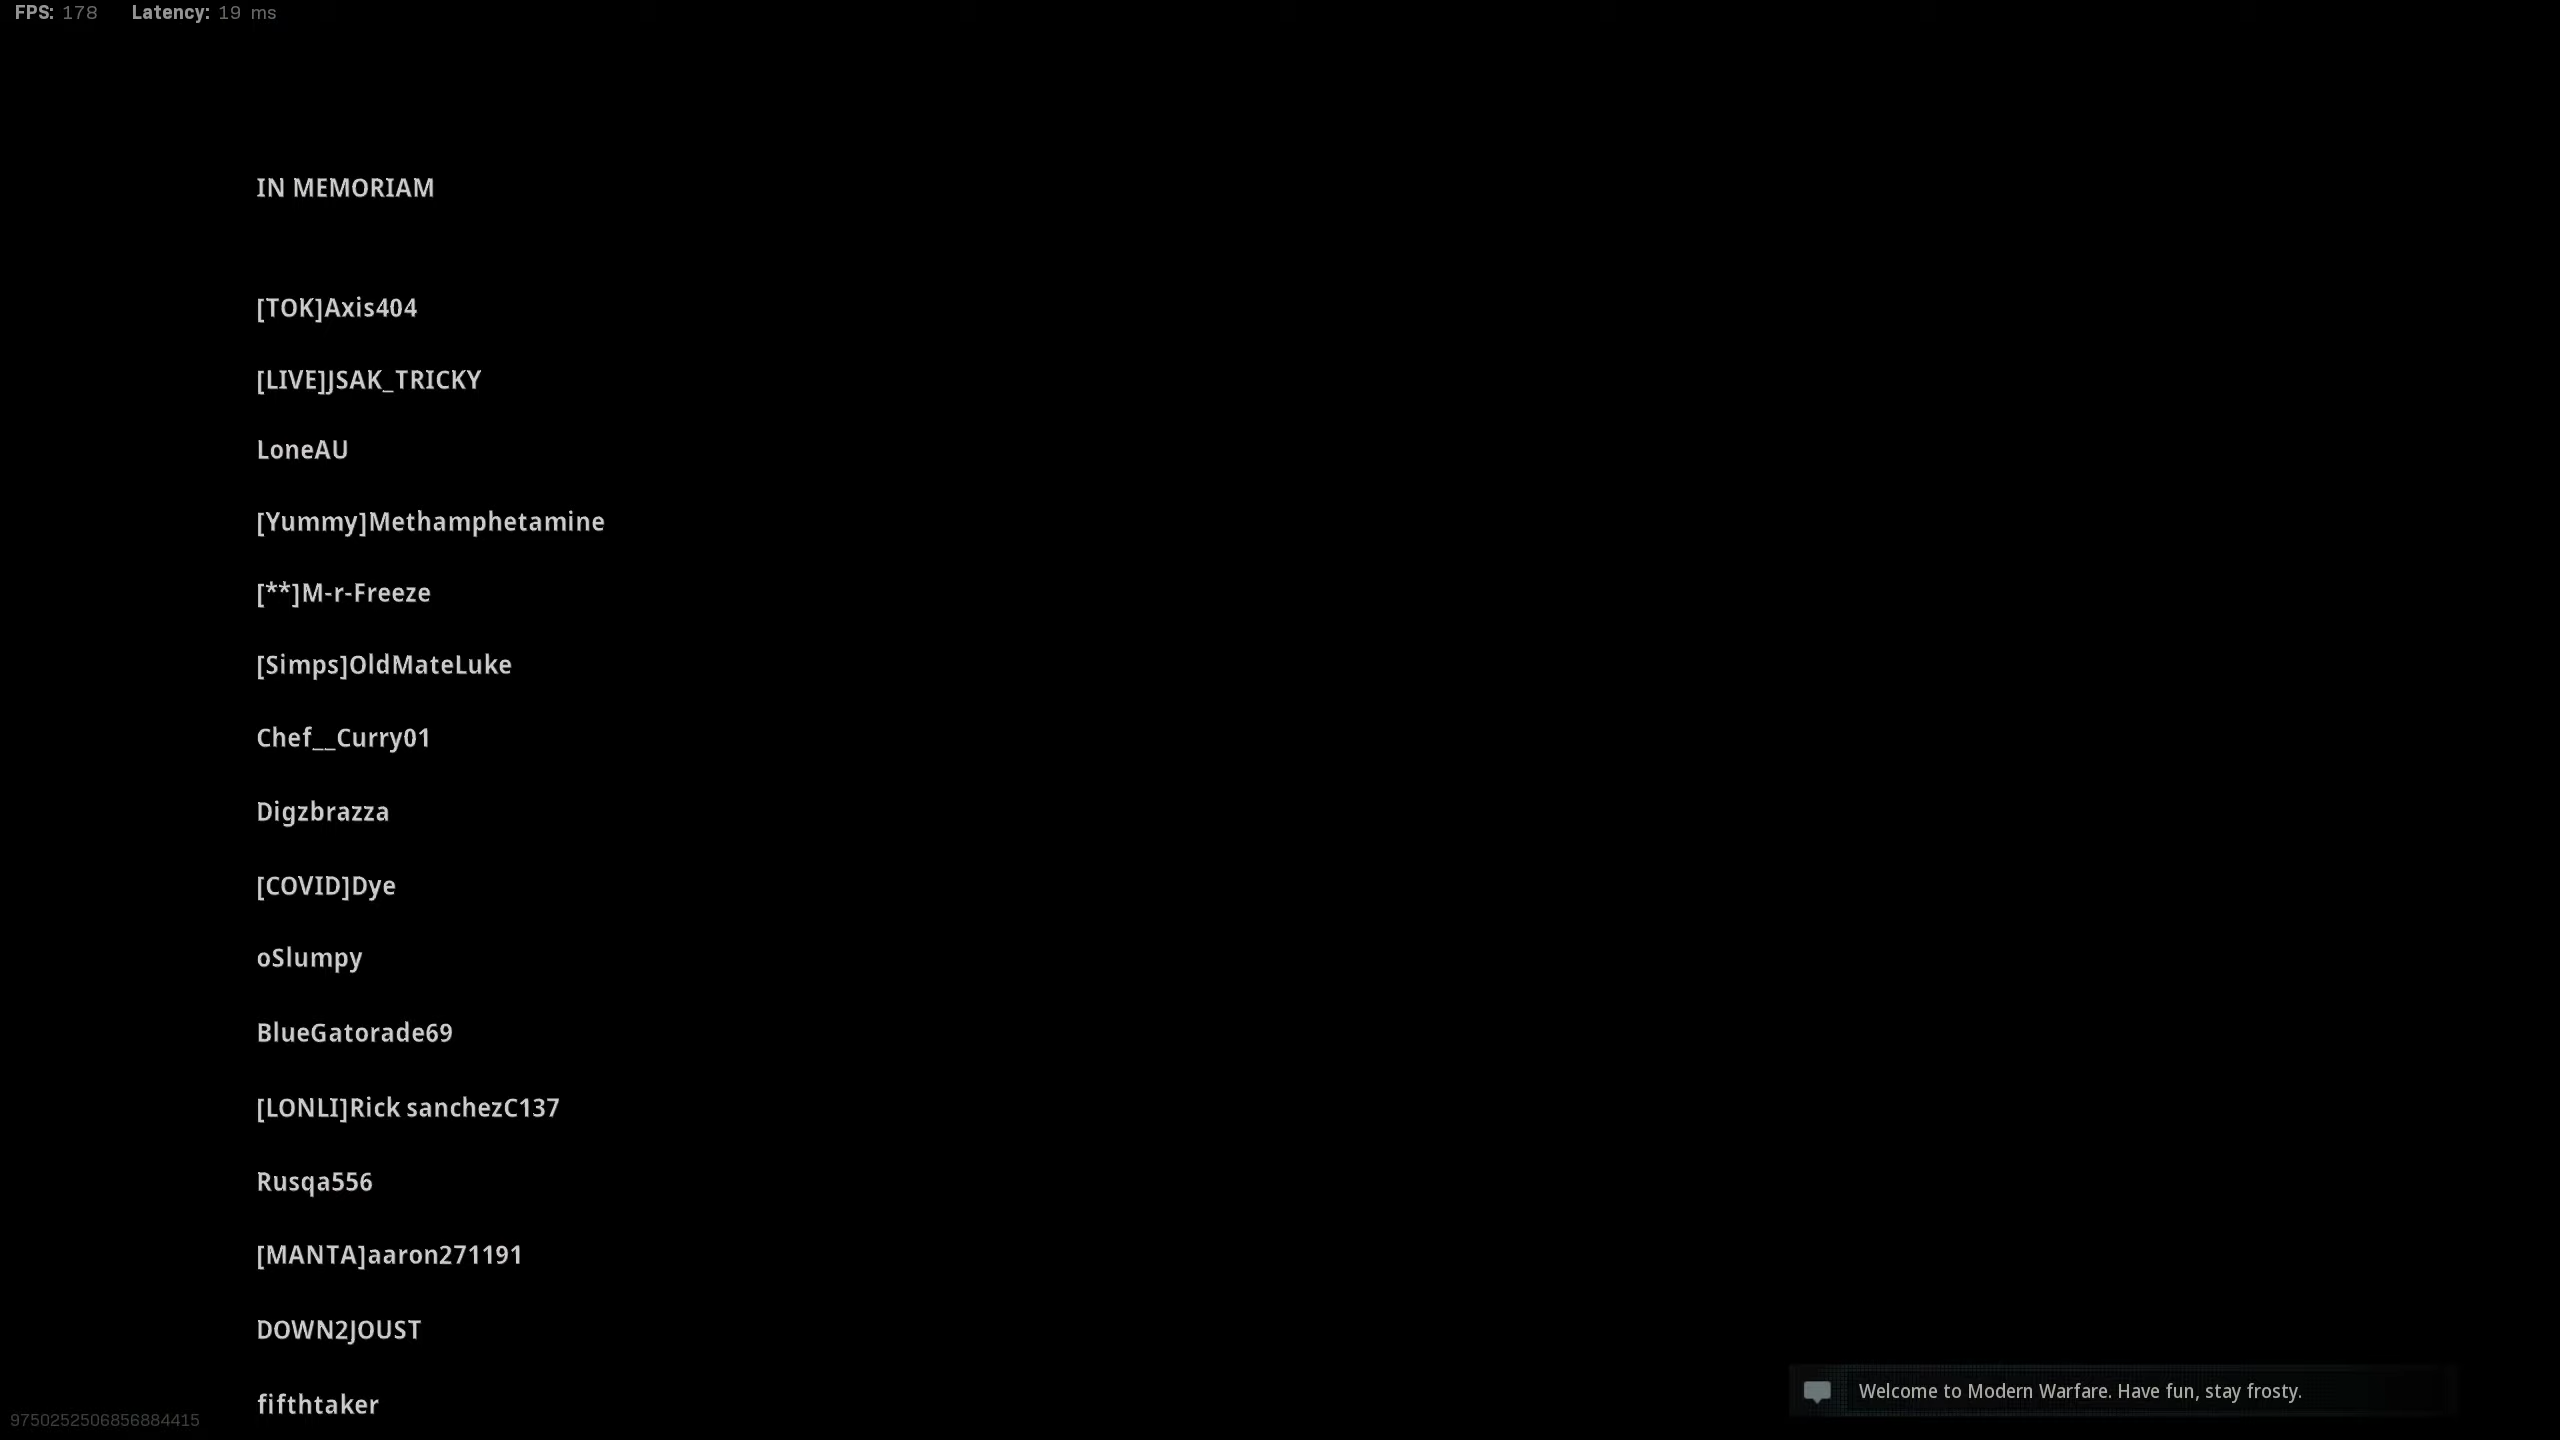 FPS: 178 Latency: 19 ms
IN MEMORIAM
[TOK]Axis404
[LIVE]JSAK_TRICKY
LoneAU
[Yummy]Methamphetamine
[**]M-r-Freeze
[Simps]OldMateLuke
Chef__Curry01
Digzbrazza
[COVID]Dye
oSlumpy
BlueGatorade69
[LONLI]Rick sanchezC137
Rusqa556
[MANTA]aaron271191
DOWN2JOUST
fifthtaker
Welcome to Modern Warfare. Have fun, stay frosty.
9750252506856884415